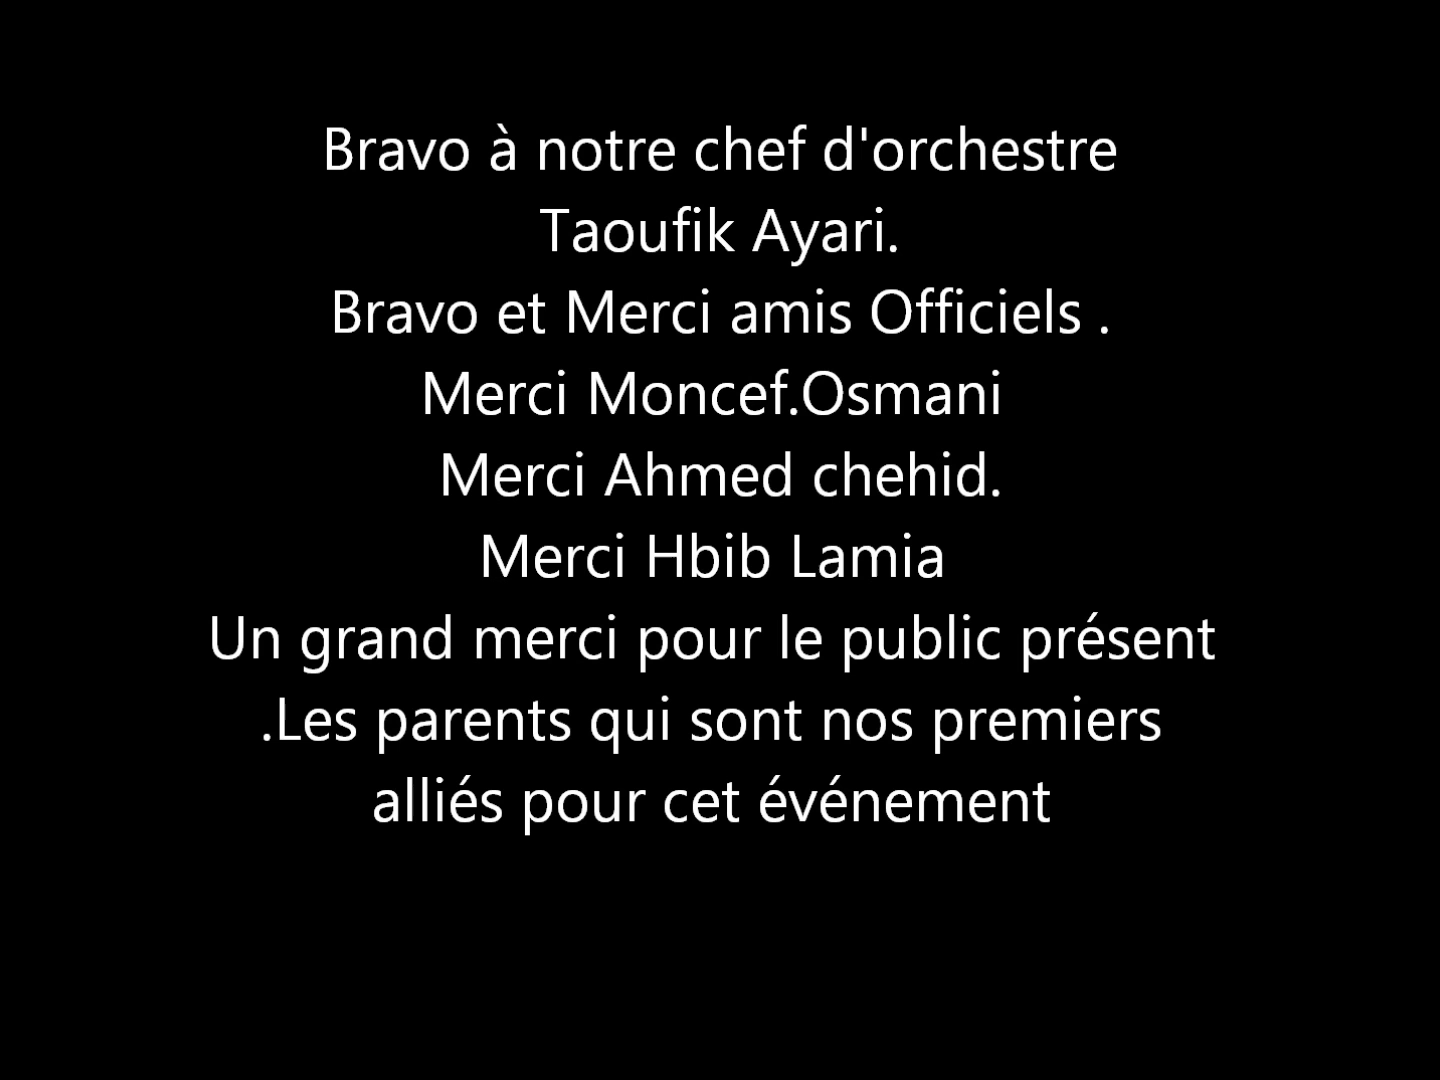 Bravo à notre chef d'orchestre
Taoufik Ayari.
Bravo et Merci amis Officiels .
Merci Moncef.Osmani
Merci Ahmed chehid.
Merci Hbib Lamia
Un grand merci pour le public présent
.Les parents qui sont nos premiers
alliés pour cet événement